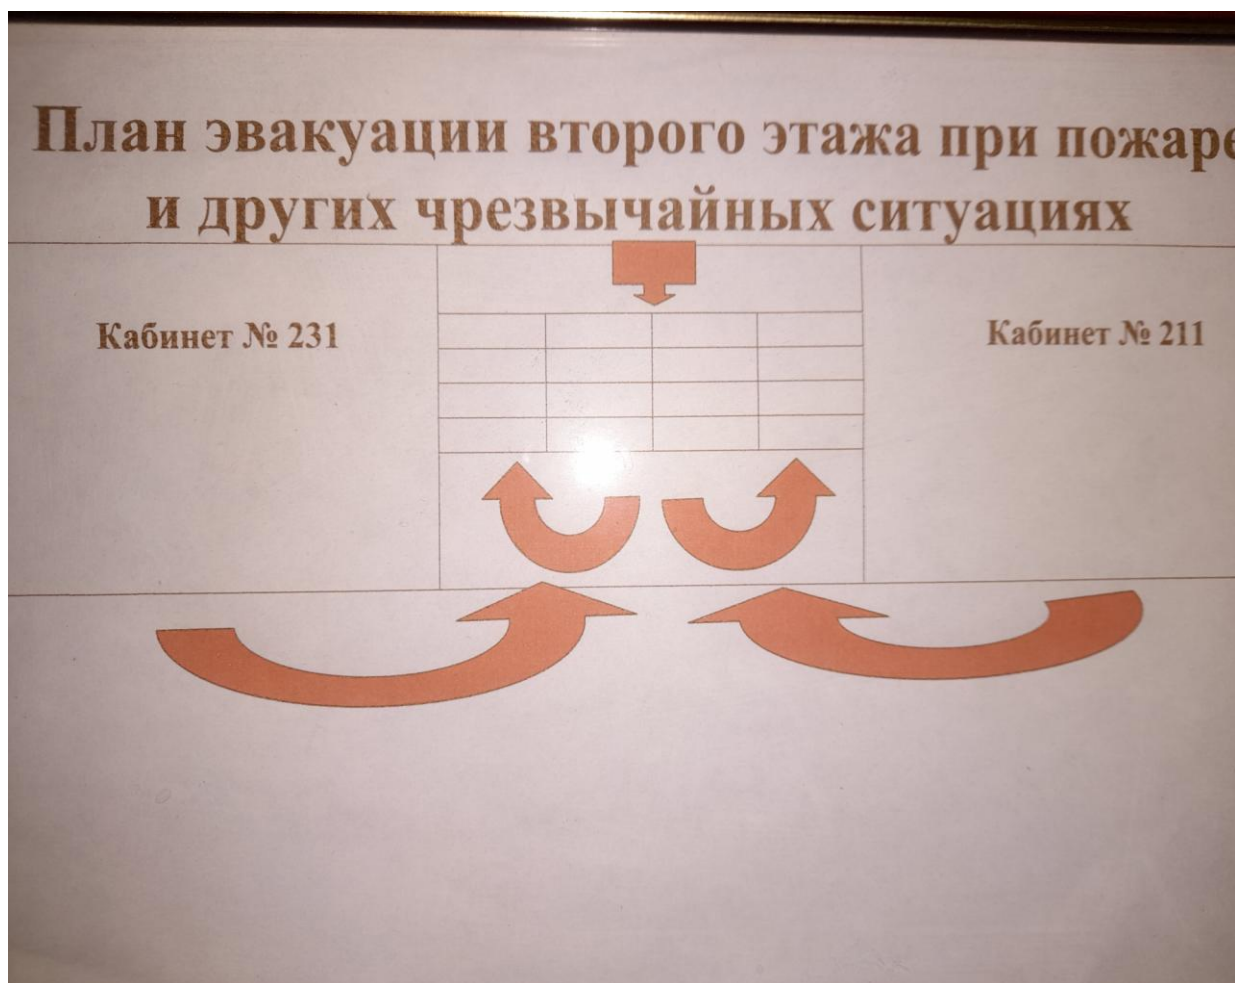 План эвакуации второго этажа при пожаре
и других чрезвычайных ситуациях
Кабинет № 231
Кабинет № 211